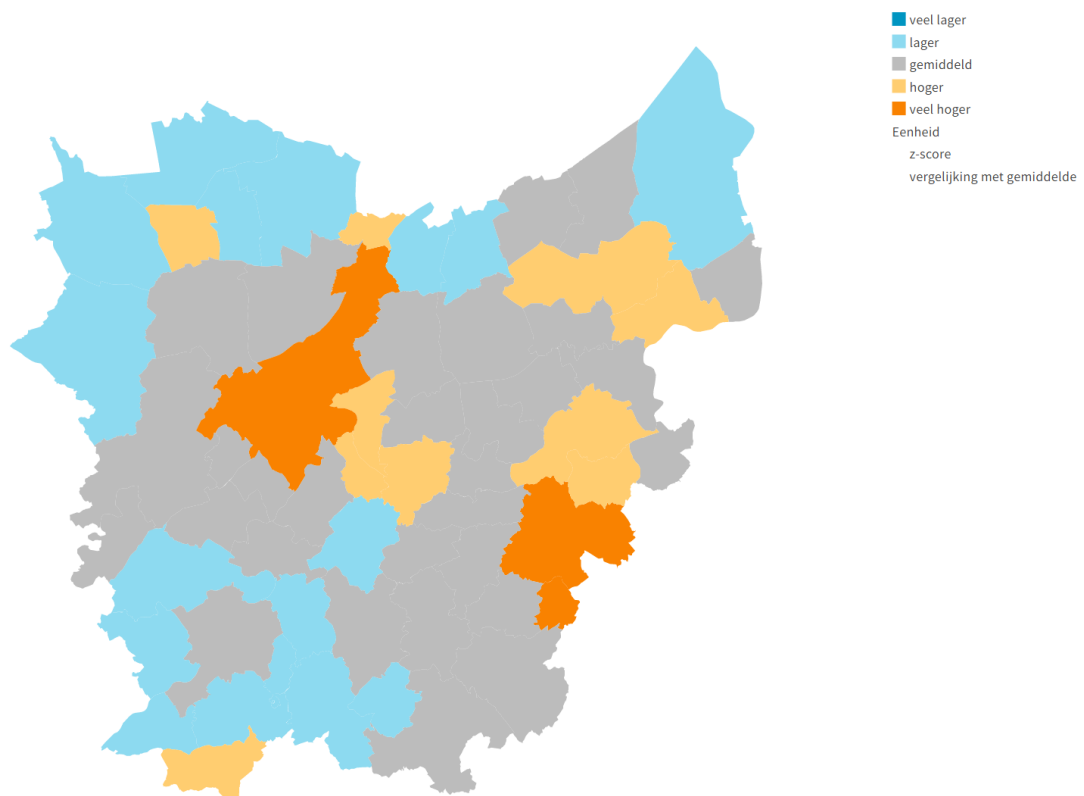 veel lager
lager
gemiddeld
hoger
veel hoger
Eenheid
z-score
vergelijking met gemiddelde